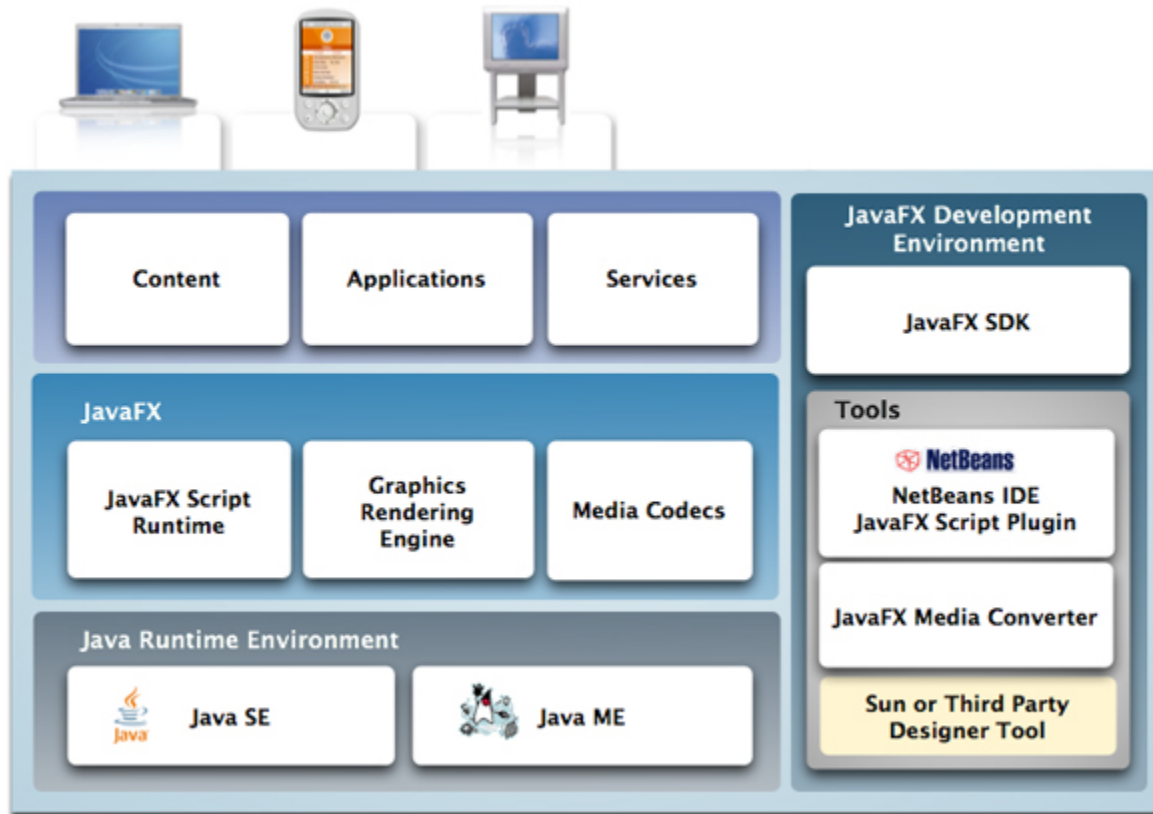 Content
Applications
Services
JavaFX
JavaFX Script
Runtime
Graphics
Rendering
Engine
Media Codecs
Java Runtime Environment
Java
Java SE
Java ME
JavaFX Development
Environment
JavaFX SDK
Tools
NetBeans
NetBeans IDE
JavaFX Script Plugin
JavaFX Media Converter
Sun or Third Party
Designer Tool